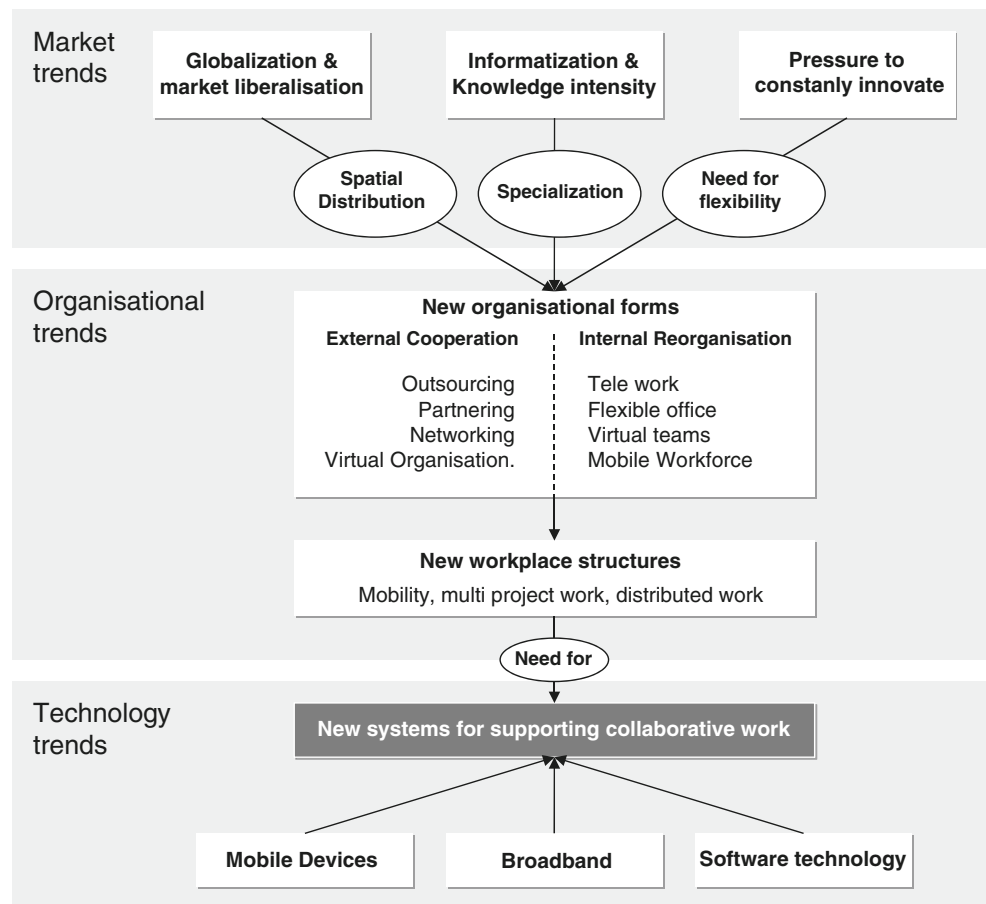 Market
trends
Globalization &
market liberalisation
Informatization &
Knowledge intensity
Pressure to
constanly innovate
Spatial
Distribution
Specialization
Need for
flexibility
Organisational
trends
New organisational forms
External Cooperation
Internal Reorganisation
Outsourcing
Partnering
Networking
Virtual Organisation.
Tele work
Flexible office
Virtual teams
Mobile Workforce
New workplace structures
Mobility, multi project work, distributed work
Need for
Technology
trends
New systems for supporting collaborative work
Mobile Devices
Broadband
Software technology